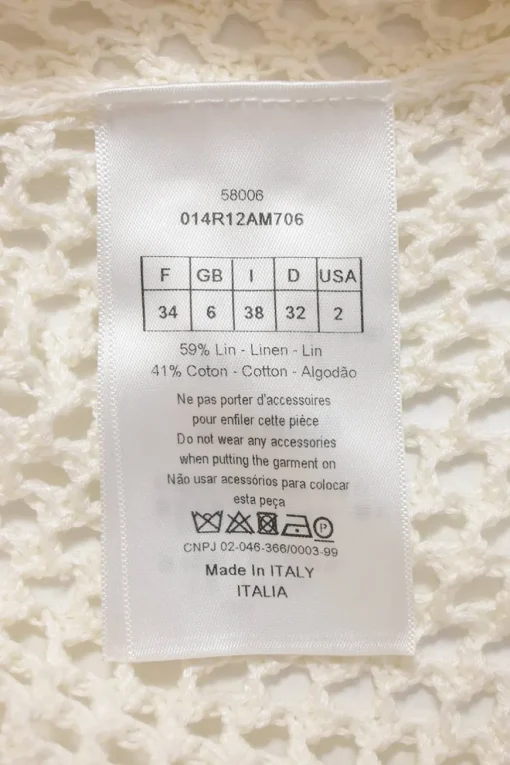 58006
014R12AM706
F GB I D USA
34 6 38 32 2
59% Lin - Linen - Lin
41% Coton - Cotton - Algodão
Ne pas porter d'accessoires
pour enfiler cette pièce
Do not wear any accessories
when putting the garment on
Não usar acessórios para colocar
esta peça
P
CNPJ 02-046-366/0003-99
Made In ITALY
ITALIA